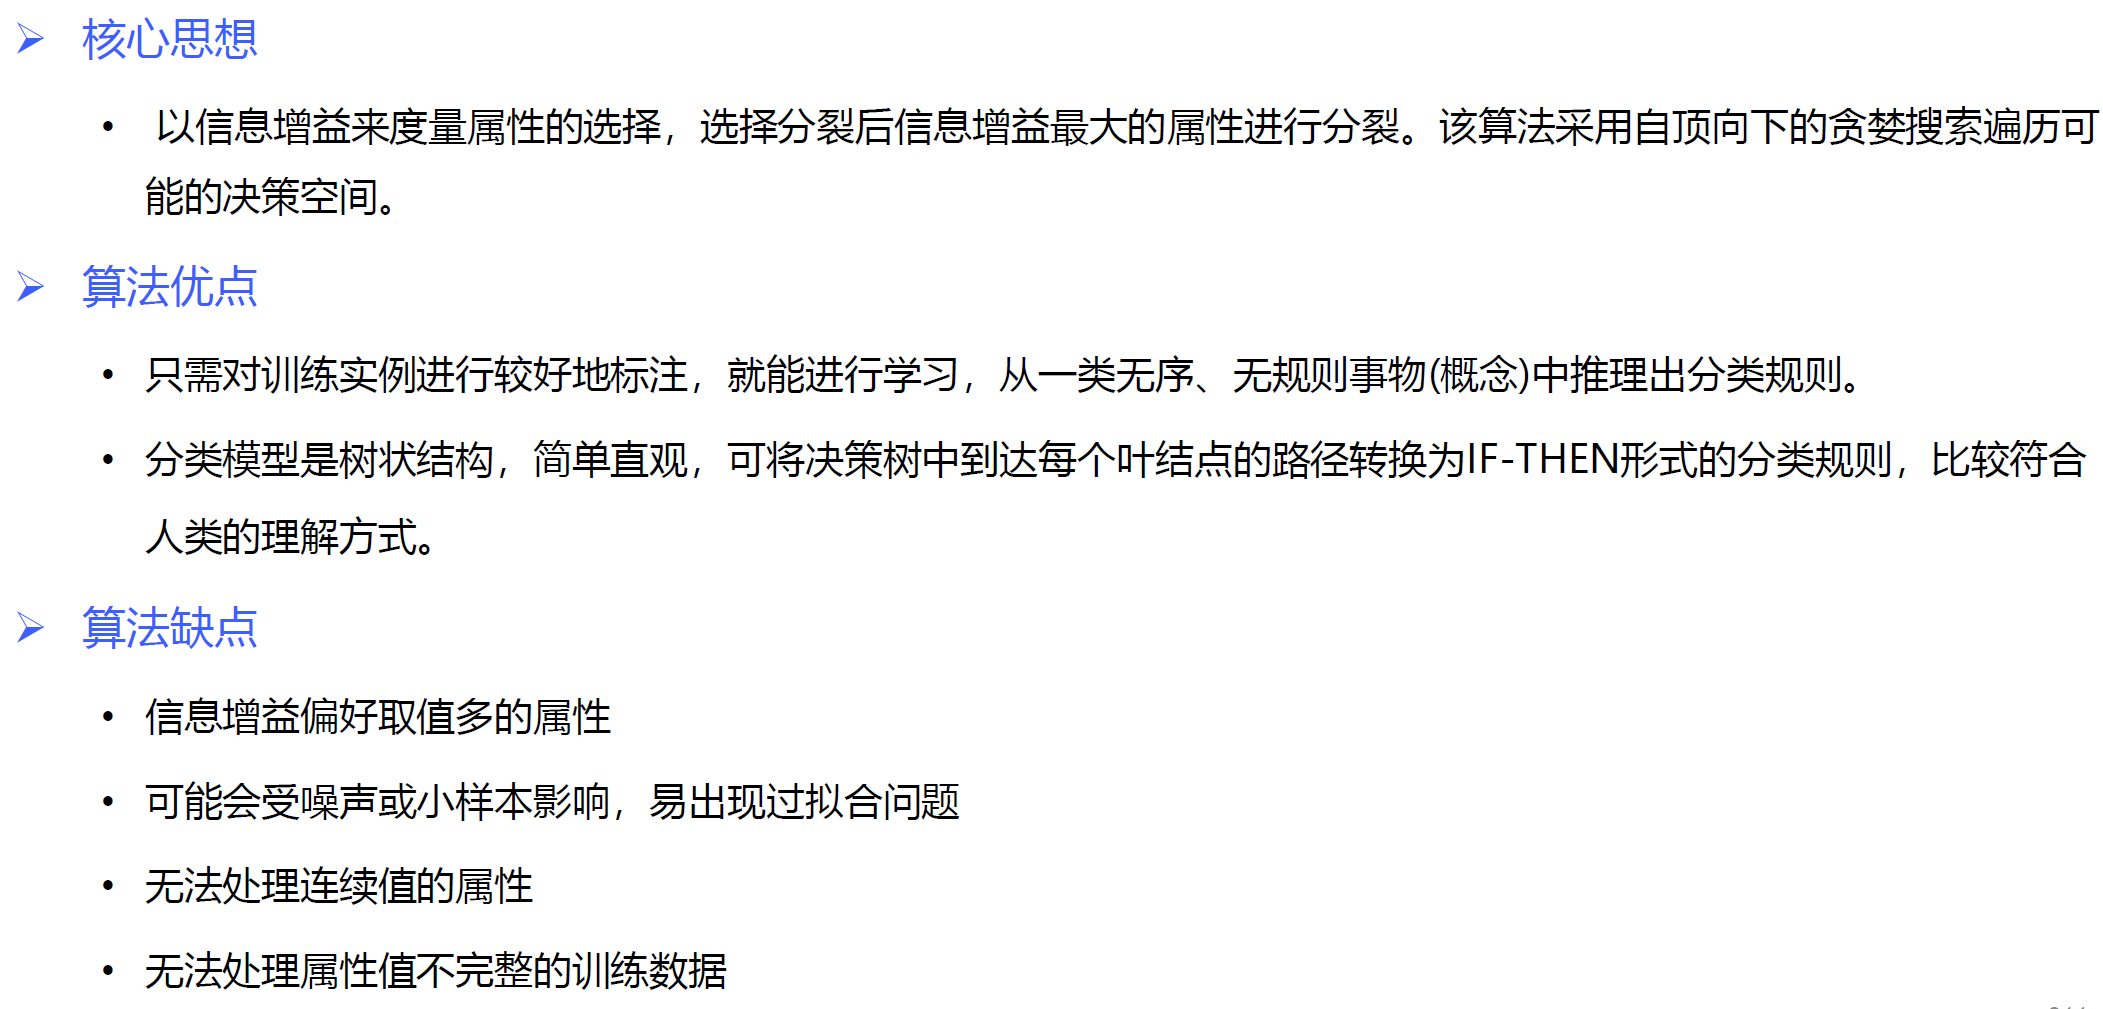 ➢ 核心思想
• 以信息增益来度量属性的选择，选择分裂后信息增益最大的属性进行分裂。该算法采用自顶向下的贪婪搜索遍历可
能的决策空间。
➢ 算法优点
• 只需对训练实例进行较好地标注，就能进行学习，从一类无序、无规则事物(概念)中推理出分类规则。
• 分类模型是树状结构，简单直观，可将决策树中到达每个叶结点的路径转换为IF-THEN形式的分类规则，比较符合
人类的理解方式。
➢ 算法缺点
• 信息增益偏好取值多的属性
• 可能会受噪声或小样本影响，易出现过拟合问题
• 无法处理连续值的属性
• 无法处理属性值不完整的训练数据